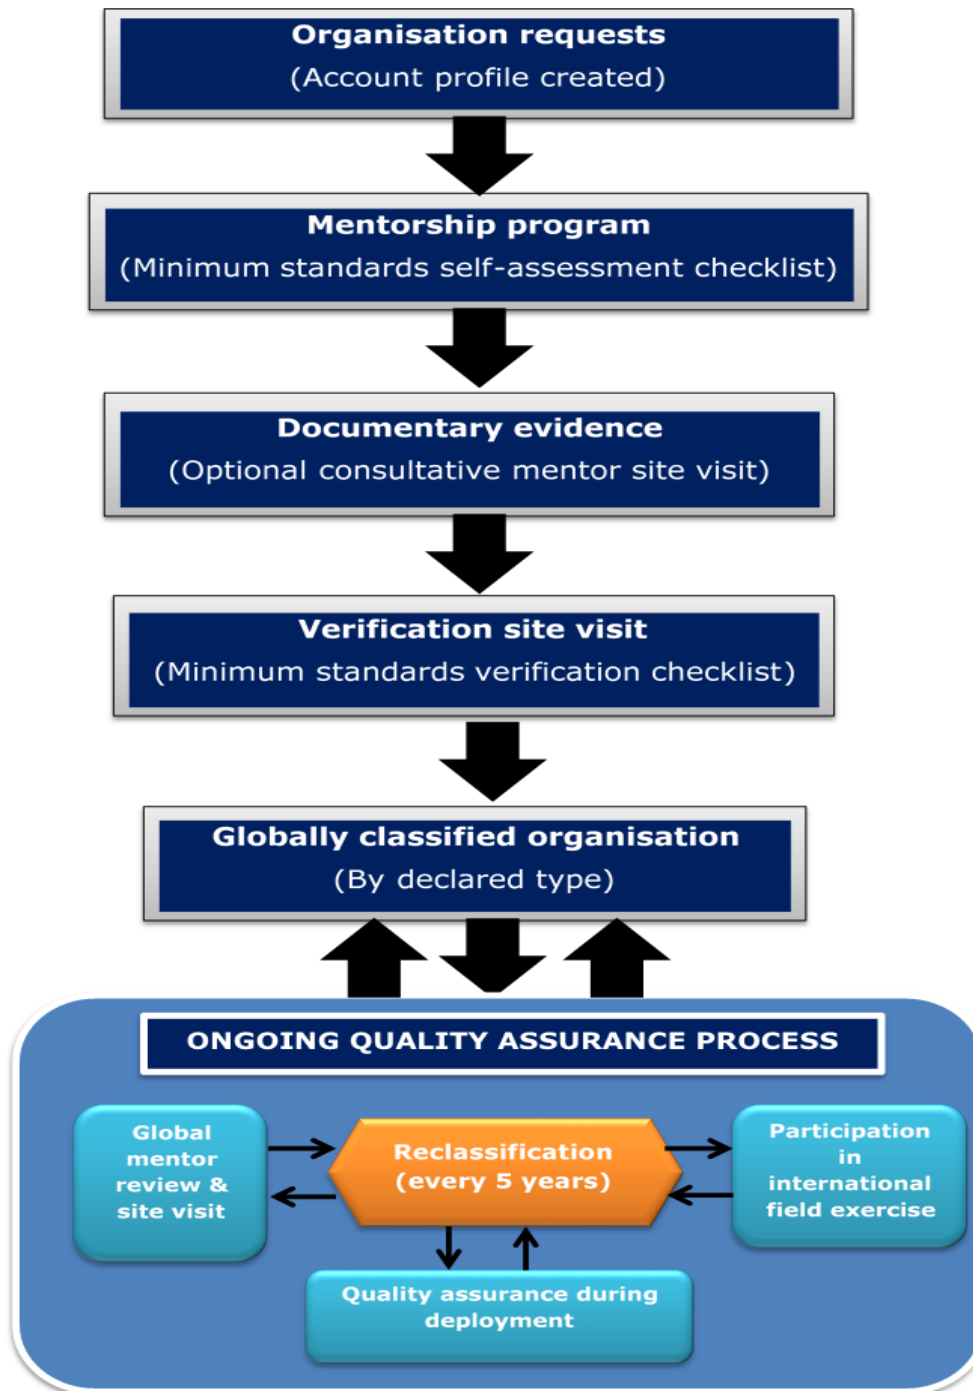 Organisation requests
(Account profile created)
Mentorship program
(Minimum standards self-assessment checklist)
Documentary evidence
(Optional consultative mentor site visit)
Verification site visit
(Minimum standards verification checklist)
Globally classified organisation
(By declared type)
ONGOING QUALITY ASSURANCE PROCESS
Global
mentor
review &
site visit
Reclassification
(every 5 years)
Participation
in
international
field exercise
Quality assurance during
deployment